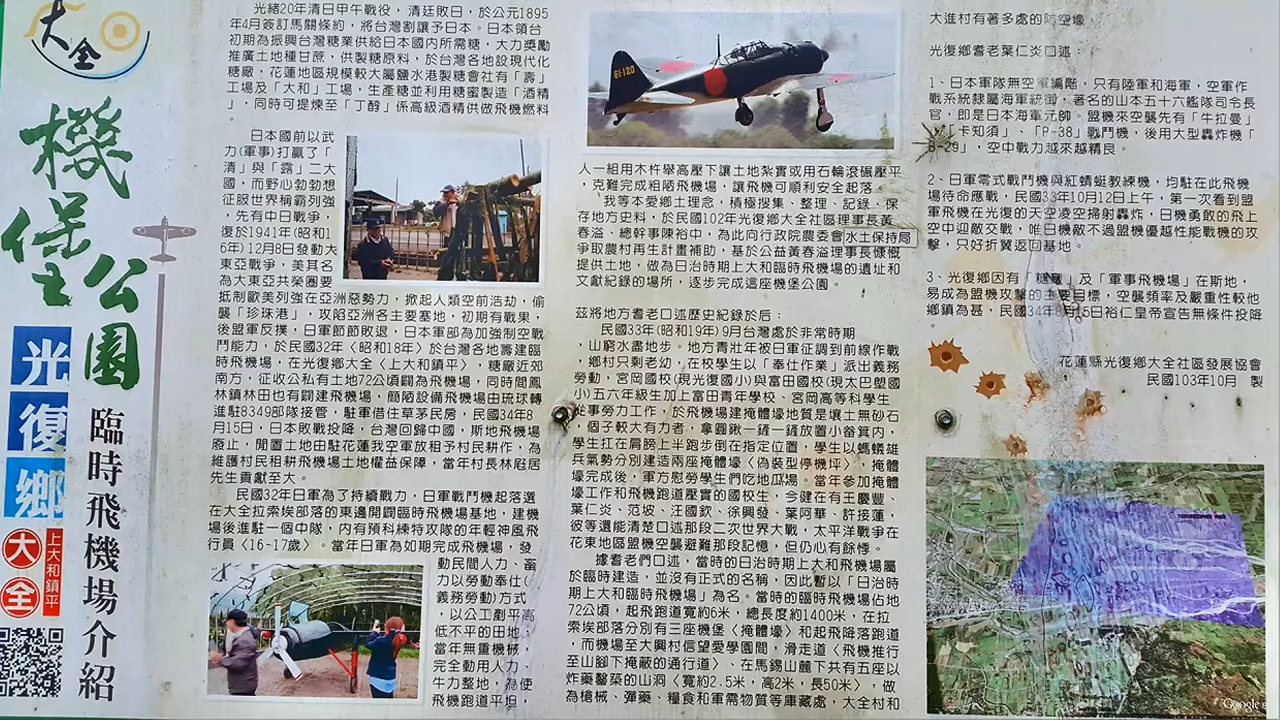 大全
機堡公園
光復鄉
上大和鎮平
大全
臨時飛機場介紹
光緒20年清日甲午戰役，清廷敗日，於公元1895
年4月簽訂馬關條約，將台灣割讓予日本。日本領台
初期為振興台灣糖業供給日本國內所需糖，大力獎勵
推廣土地種甘蔗，供製糖原料，於台灣各地設現代化
糖廠，花蓮地區規模較大屬鹽水港製糖會社有「壽」
工場及「大和」工場，生產糖並利用糖蜜製造「酒精
」，同時可提煉至「丁醇」係高級酒精供做飛機燃料
。
日本國前以武
力(軍事)打贏了「
清」與「露」二大
國，而野心勃勃想
征服世界稱霸列強
，先有中日戰爭，
復於1941年(昭和1
6年)12月8日發動大
東亞戰爭，美其名
為大東亞共榮圈要
抵制歐美列強在亞洲惡勢力，掀起人類空前浩劫，偷
襲「珍珠港」，攻陷亞洲各主要基地，初期有戰果，
後盟軍反撲，日軍節節敗退，日本軍部為加強制空戰
鬥能力，於民國32年〈昭和18年〉於台灣各地籌建臨
時飛機場，在光復鄉大全〈上大和鎮平〉，糖廠近郊
南方，征收公私有土地72公頃闢為飛機場，同時間鳳
林鎮林田也有闢建飛機場，簡陋設備飛機由琉球轉
進駐8349部隊接管，駐軍借住草茅民房，民國34年8
月15日，日本敗戰投降，台灣回歸中國，斯地飛機場
廢止，閒置土地由駐花蓮我空軍放租予村民耕作，為
維護村民租耕飛機場土地權益保障，當年村長林屘居
先生貢獻至大。
民國32年日軍為了持續戰力，日軍戰鬥機起落選
在大全拉索埃部落的東邊開闢臨時飛機場基地，建機
場後進駐一個中隊，內有預科練特攻隊的年輕神風飛
行員〈16-17歲〉。當年日軍為如期完成飛機場，發
動民間人力、畜
力以勞動奉仕(
義務勞動)方式
，以公工劃平高
低不平的田地，
當年無重機械，
完全動用人力、
牛力整地，為使
飛機跑道平坦，
61-120
人一組用木杵舉高壓下讓土地紮實或用石輪滾碾壓平
，克難完成粗陋飛機場，讓飛機可順利安全起落。
我等本愛鄉土理念，積極搜集、整理、記錄、保
存地方史料，於民國102年光復鄉大全社區理事長黃
春溢、總幹事陳裕中，為此向行政院農委會水土保持局
爭取農村再生計畫補助，基於公益黃春溢理事長慷慨
提供土地，做為日治時期上大和臨時飛機場的遺址和
文獻紀錄的場所，逐步完成這座機堡公園。
茲將地方耆老口述歷史紀錄於后：
民國33年(昭和19年)9月台灣處於非常時期
，山窮水盡地步。地方青壯年被日軍征調到前線作戰
，鄉村只剩老幼，在校學生以「奉仕作業」派出義務
勞動，宮岡國校(現光復國小)與富田國校(現太巴塱國
小)五六年級生加上富田青年學校、宮岡高等科學生
從事勞力工作，於飛機場建掩體壕地質是壤土無砂石
，個子較大有力者，拿圓鍬一鏟一鏟放置小畚箕內，
學生扛在肩膀上半跑步倒在指定位置，學生以螞蟻雄
兵氣勢分別建造兩座掩體壕〈偽裝型停機坪〉，掩體
壕完成後，軍方慰勞學生們吃地瓜湯。當年參加掩體
壕工作和飛機跑道壓實的國校生，今健在有王慶豐、
葉仁炎、范坡、汪國欽、徐興發、葉阿華、許接蓮，
彼等還能清楚口述那段二次世界大戰，太平洋戰爭在
花東地區盟機空襲避難那段記憶，但仍心有餘悸。
據耆老們口述，當時的日治時期上大和飛機場屬
於臨時建造，並沒有正式的名稱，因此暫以「日治時
期上大和臨時飛機場」為名，當時的臨時飛機場佔地
72公頃，起飛跑道寬約6米，總長度約1400米，在拉
索埃部落分別有三座機堡〈掩體壕〉和起飛降落跑道
，而機場至大興村信望愛學園間，滑走道〈飛機推行
至山腳下掩蔽的通行道〉、在馬錫山麓下共有五座以
炸藥鑿築的山洞〈寬約2.5米，高2米，長50米〉，做
為槍械、彈藥、糧食和軍需物質等庫藏處，大全村和
大進村有著多處的防空壕。
光復鄉耆老葉仁炎口述：
1、日本軍隊無空軍編階，只有陸軍和海軍，空軍作
戰系統隸屬海軍統御，著名的山本五十六艦隊司令長
官，即是日本海軍元帥。盟機來空襲先有「牛拉曼」
、「卡知須」、「P-38」戰鬥機，後用大型轟炸機「
B-29」，空中戰力越來越精良。
2、日軍零式戰鬥機與紅蜻蜓教練機，均駐在此飛機
場待命應戰，民國33年10月12日上午，第一次看到盟
軍飛機在光復的天空凌空掃射轟炸，日機勇敢的飛上
空中迎敵交戰，唯日機敵不過盟機優越性能戰機的攻
擊，只好折翼返回基地。
3、光復鄉因有「糖廠」及「軍事飛機場」在斯地，
易成為盟機攻擊的主要目標，空襲頻率及嚴重性較他
鄉鎮為甚，民國34年8月15日裕仁皇帝宣告無條件投降
。
花蓮縣光復鄉大全社區發展協會
民國103年10月 製
Google